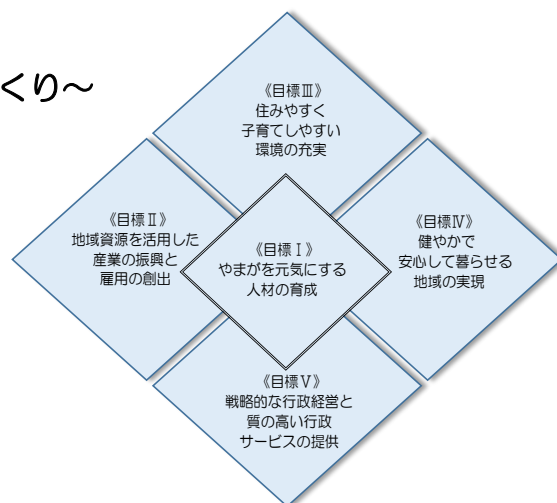 くり～
《目標Ⅲ》
住みやすく
子育てしやすい
環境の充実
《目標Ⅱ》
地域資源を活用した
産業の振興と
雇用の創出
《目標Ⅰ》
やまがを元気にする
人材の育成
《目標Ⅳ》
健やかで
安心して暮らせる
地域の実現
《目標Ⅴ》
戦略的な行政経営と
質の高い行政
サービスの提供